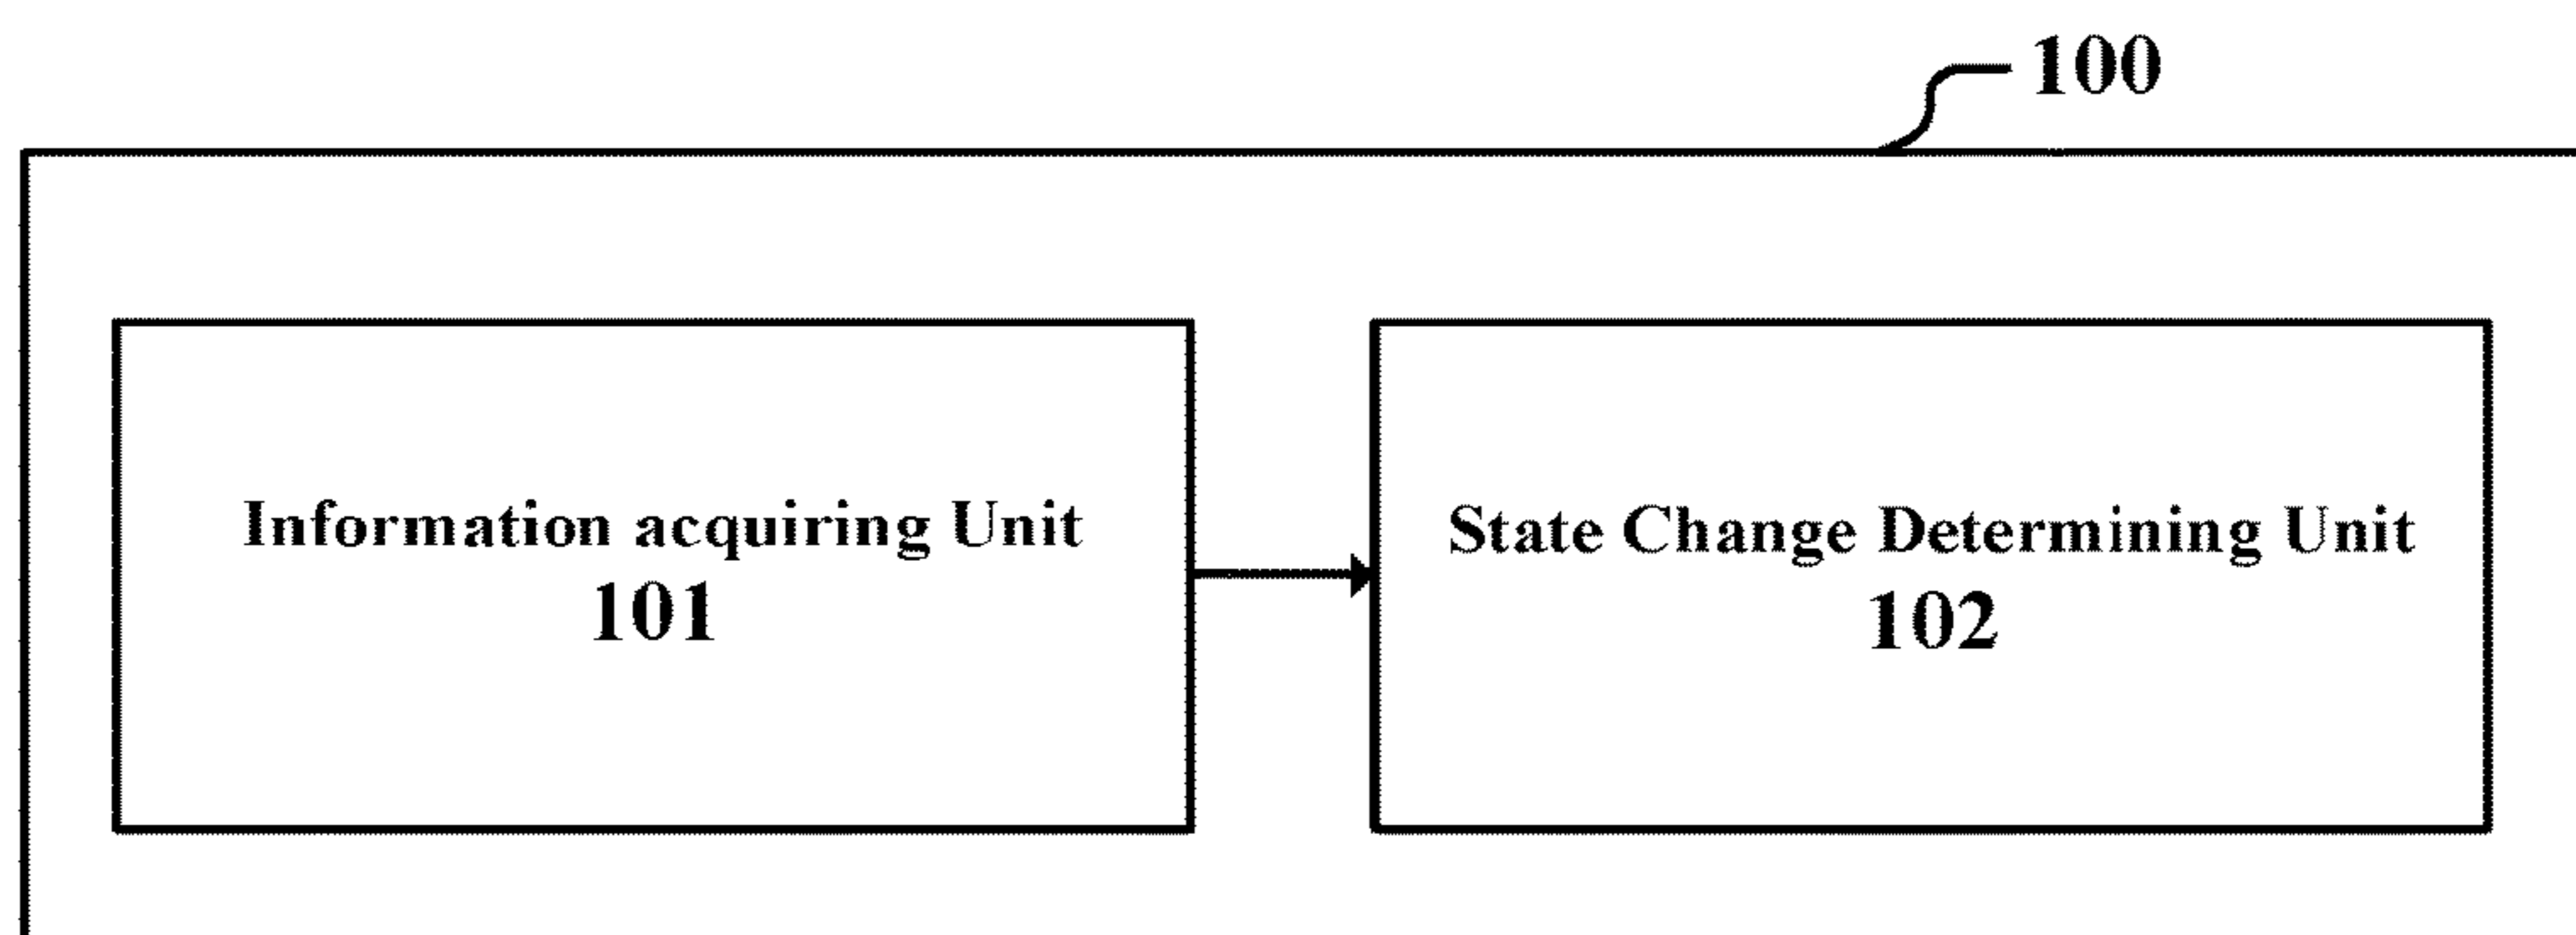 100
Information acquiring Unit
101
State Change Determining Unit
102